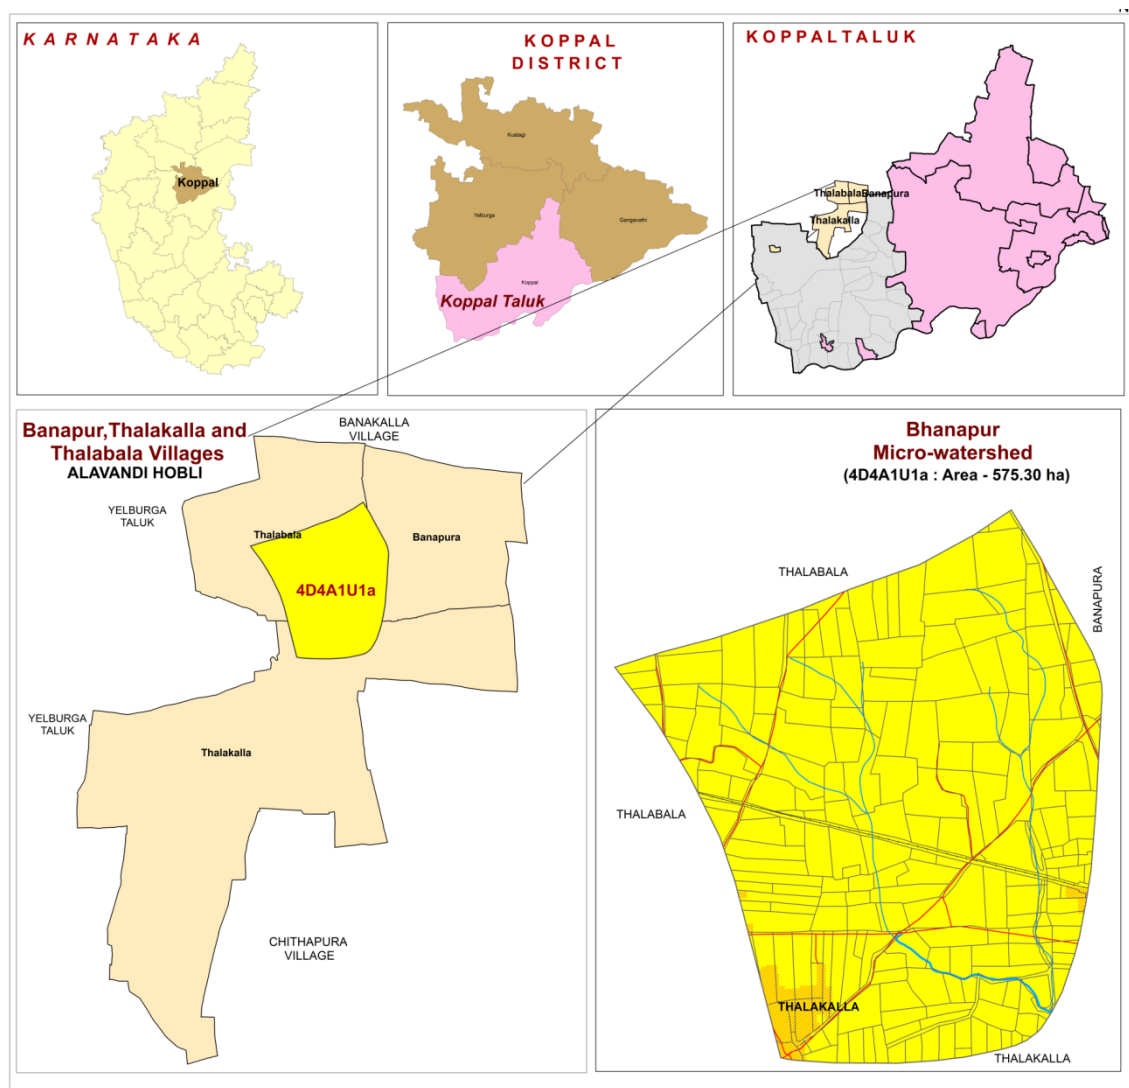 KARNATAKA
Koppal
KOPPAL
DISTRICT
Kustagi
Yelburga
Gangavathi
Koppal
Koppal Taluk
KOPPALTALUK
Thalabala
Banapura
Thalakalla
Banapur,Thalakalla and
Thalabala Villages
ALAVANDI HOBLI
BANAKALLA
VILLAGE
YELBURGA
TALUK
Thalabala
Banapura
4D4A1U1a
YELBURGA
TALUK
Thalakalla
CHITHAPURA
VILLAGE
Bhanapur
Micro-watershed
(4D4A1U1a : Area - 575.30 ha)
THALABALA
BANAPURA
THALABALA
THALAKALLA
THALAKALLA